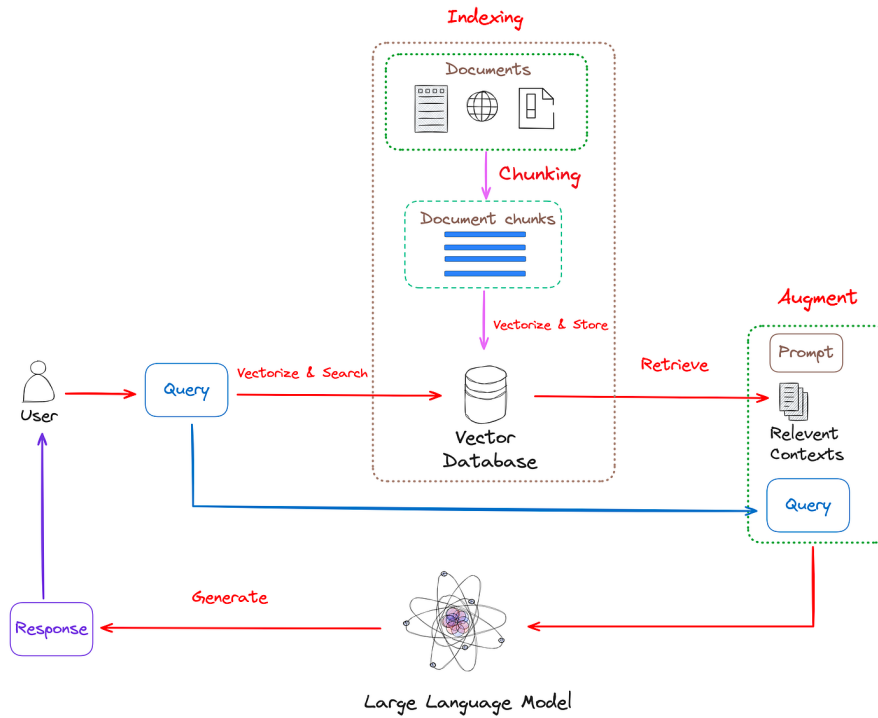 Indexing
Documents
Chunking
Document chunks
Vectorize & Store
Augment
Prompt
Retrieve
Vectorize & Search
Query
User
Relevent
Contexts
Vector
Database
Query
Generate
Response
Large Language Model